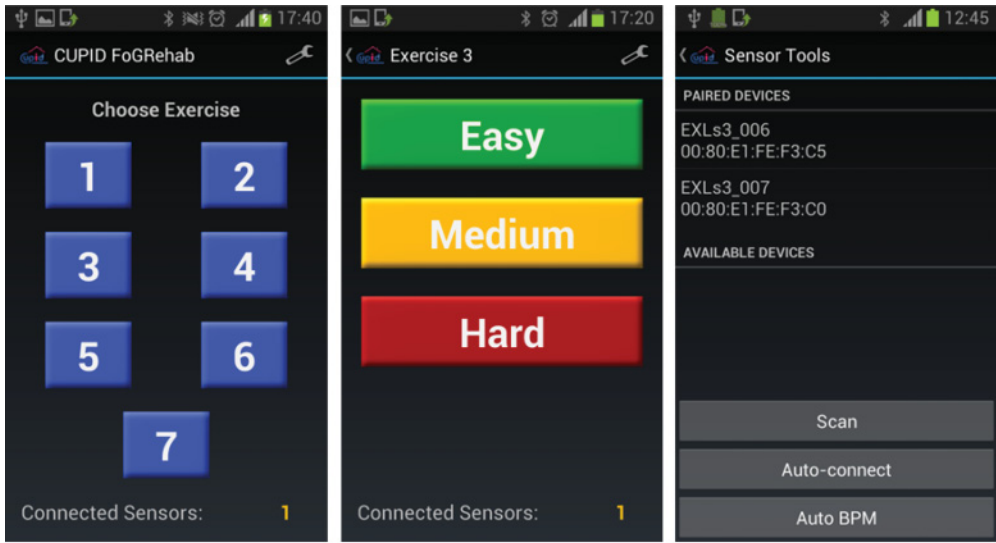 17:40
CUPID FoGRehab
Choose Exercise
1 2
3 4
5 6
7
Connected Sensors: 1
17:20
Exercise 3
Easy
Medium
Hard
Connected Sensors: 1
12:45
Sensor Tools
PAIRED DEVICES
EXLs3_006
00:80:E1:FE:F3:C5
EXLs3_007
00:80:E1:FE:F3:C0
AVAILABLE DEVICES
Scan
Auto-connect
Auto BPM